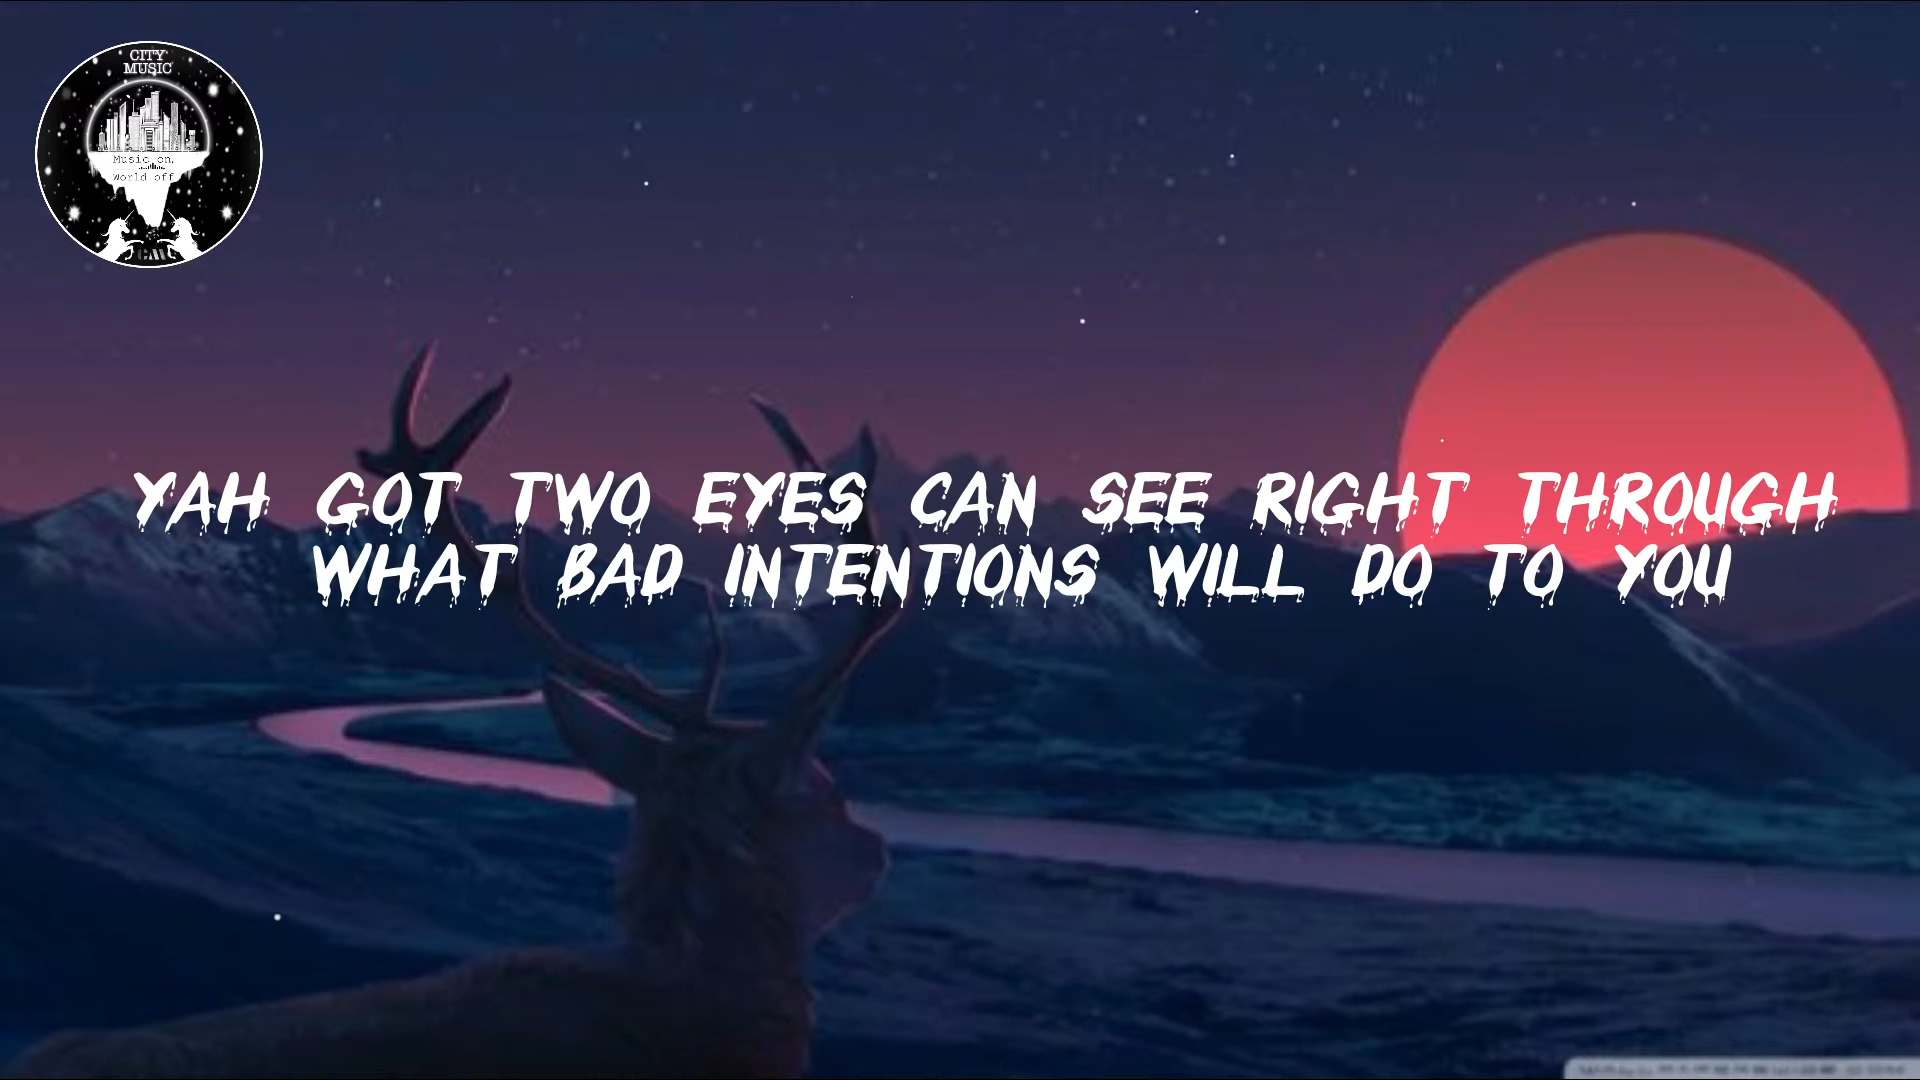 CITY
MUSIC
Music on
World off
CMC
YAH GOT TWO EYES CAN SEE RIGHT THROUGH
WHAT BAD INTENTIONS WILL DO TO YOU